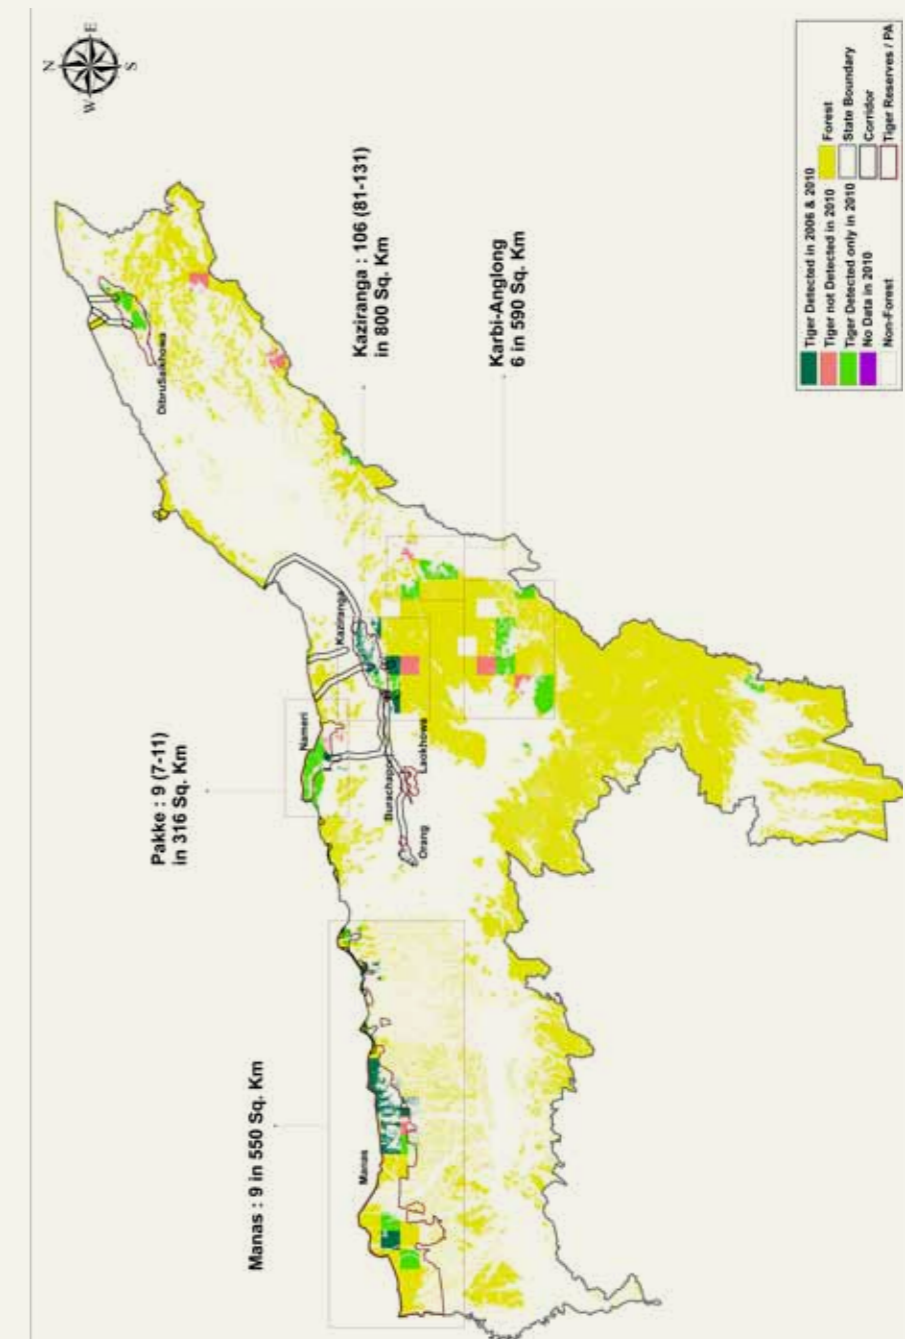 N
E
S
W
DibruSaikhowa
Kaziranga : 106 (81-131)
in 800 Sq. Km
Karbi-Anglong
6 in 590 Sq. Km
Kaziranga
Nameri
Pakke : 9 (7-11)
in 316 Sq. Km
Burachapori
Laokhowa
Orang
Manas : 9 in 550 Sq. Km
Manas
Tiger Detected in 2006 & 2010
Tiger not Detected in 2010
Tiger Detected only in 2010
No Data in 2010
Non-Forest
Forest
State Boundary
Corridor
Tiger Reserves / PA